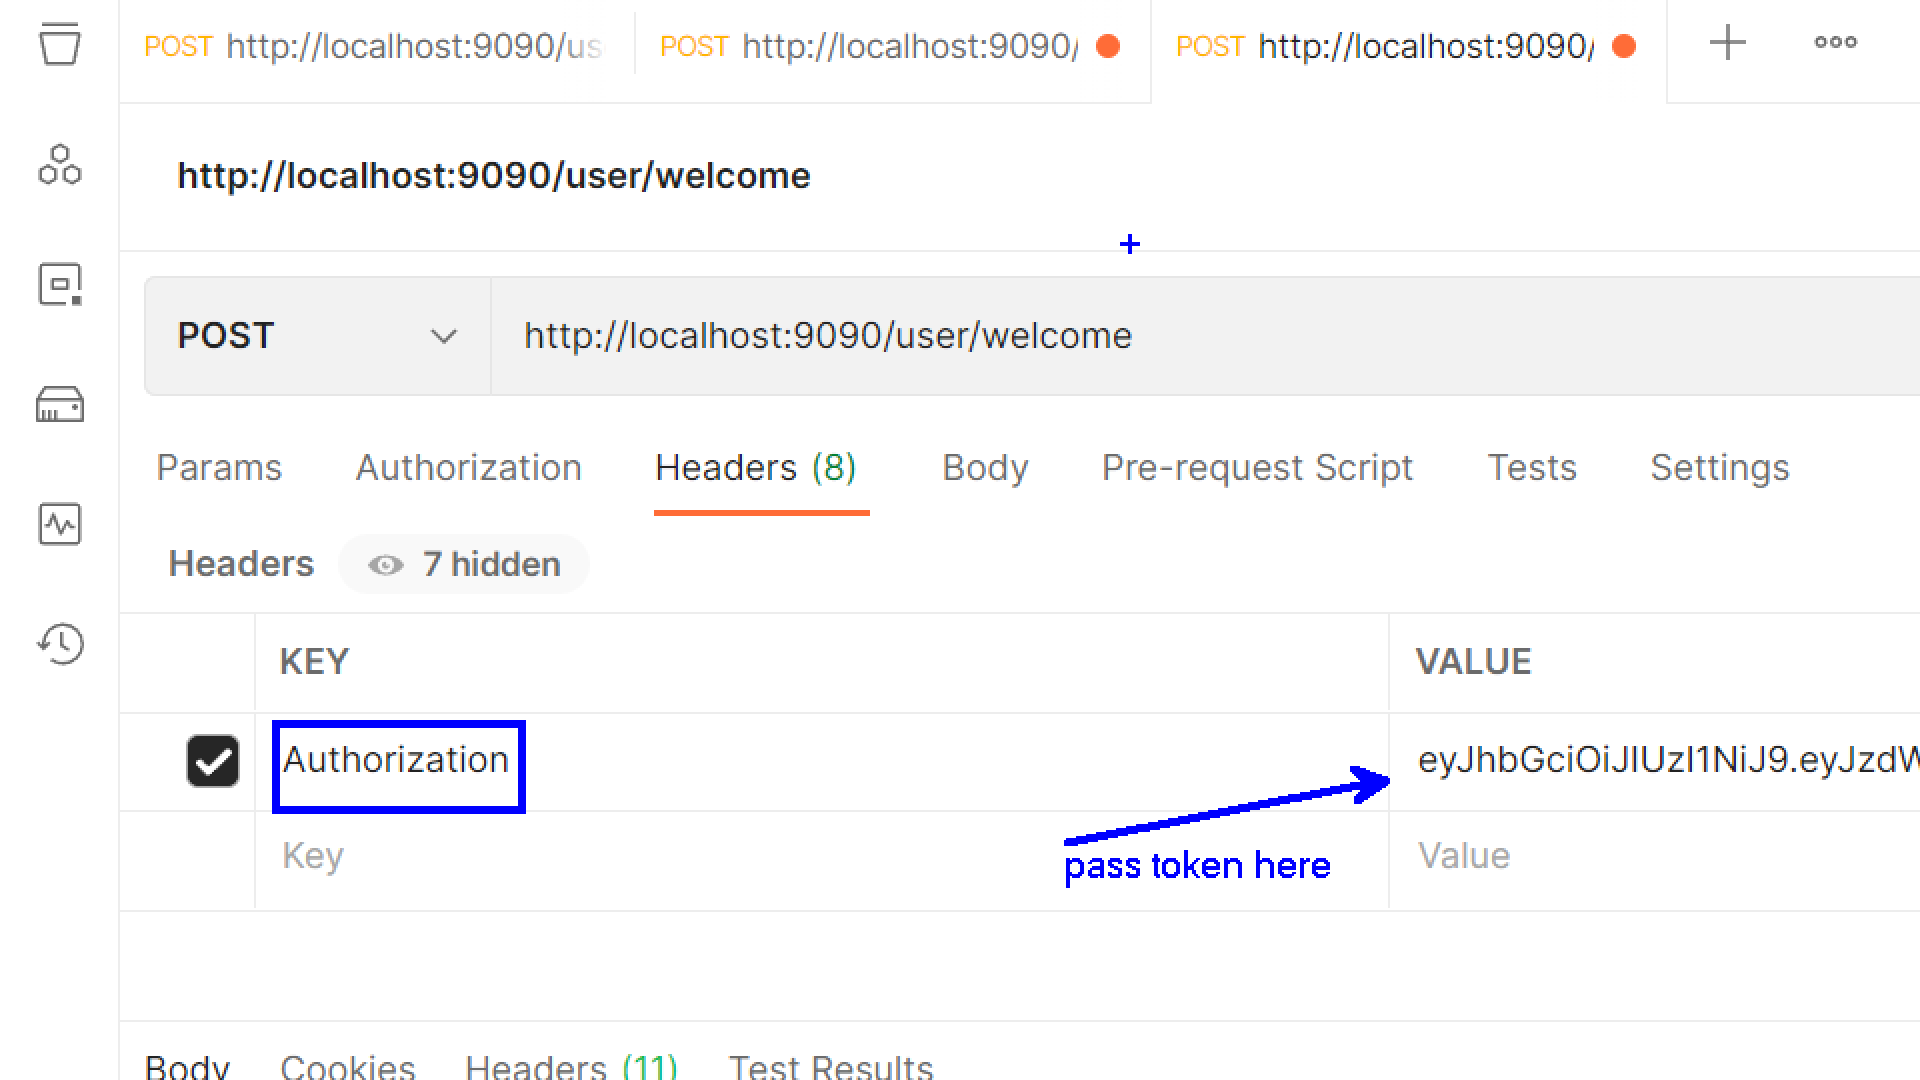 POST http://localhost:9090/us POST http://localhost:9090/ POST http://localhost:9090/
http://localhost:9090/user/welcome
POST http://localhost:9090/user/welcome
Params Authorization Headers (8) Body Pre-request Script Tests Settings
Headers 7 hidden
KEY VALUE
Authorization eyJhbGciOiJIUzI1NiJ9.eyJzdW
pass token here
Key Value
Body Cookies Headers (11) Test Results